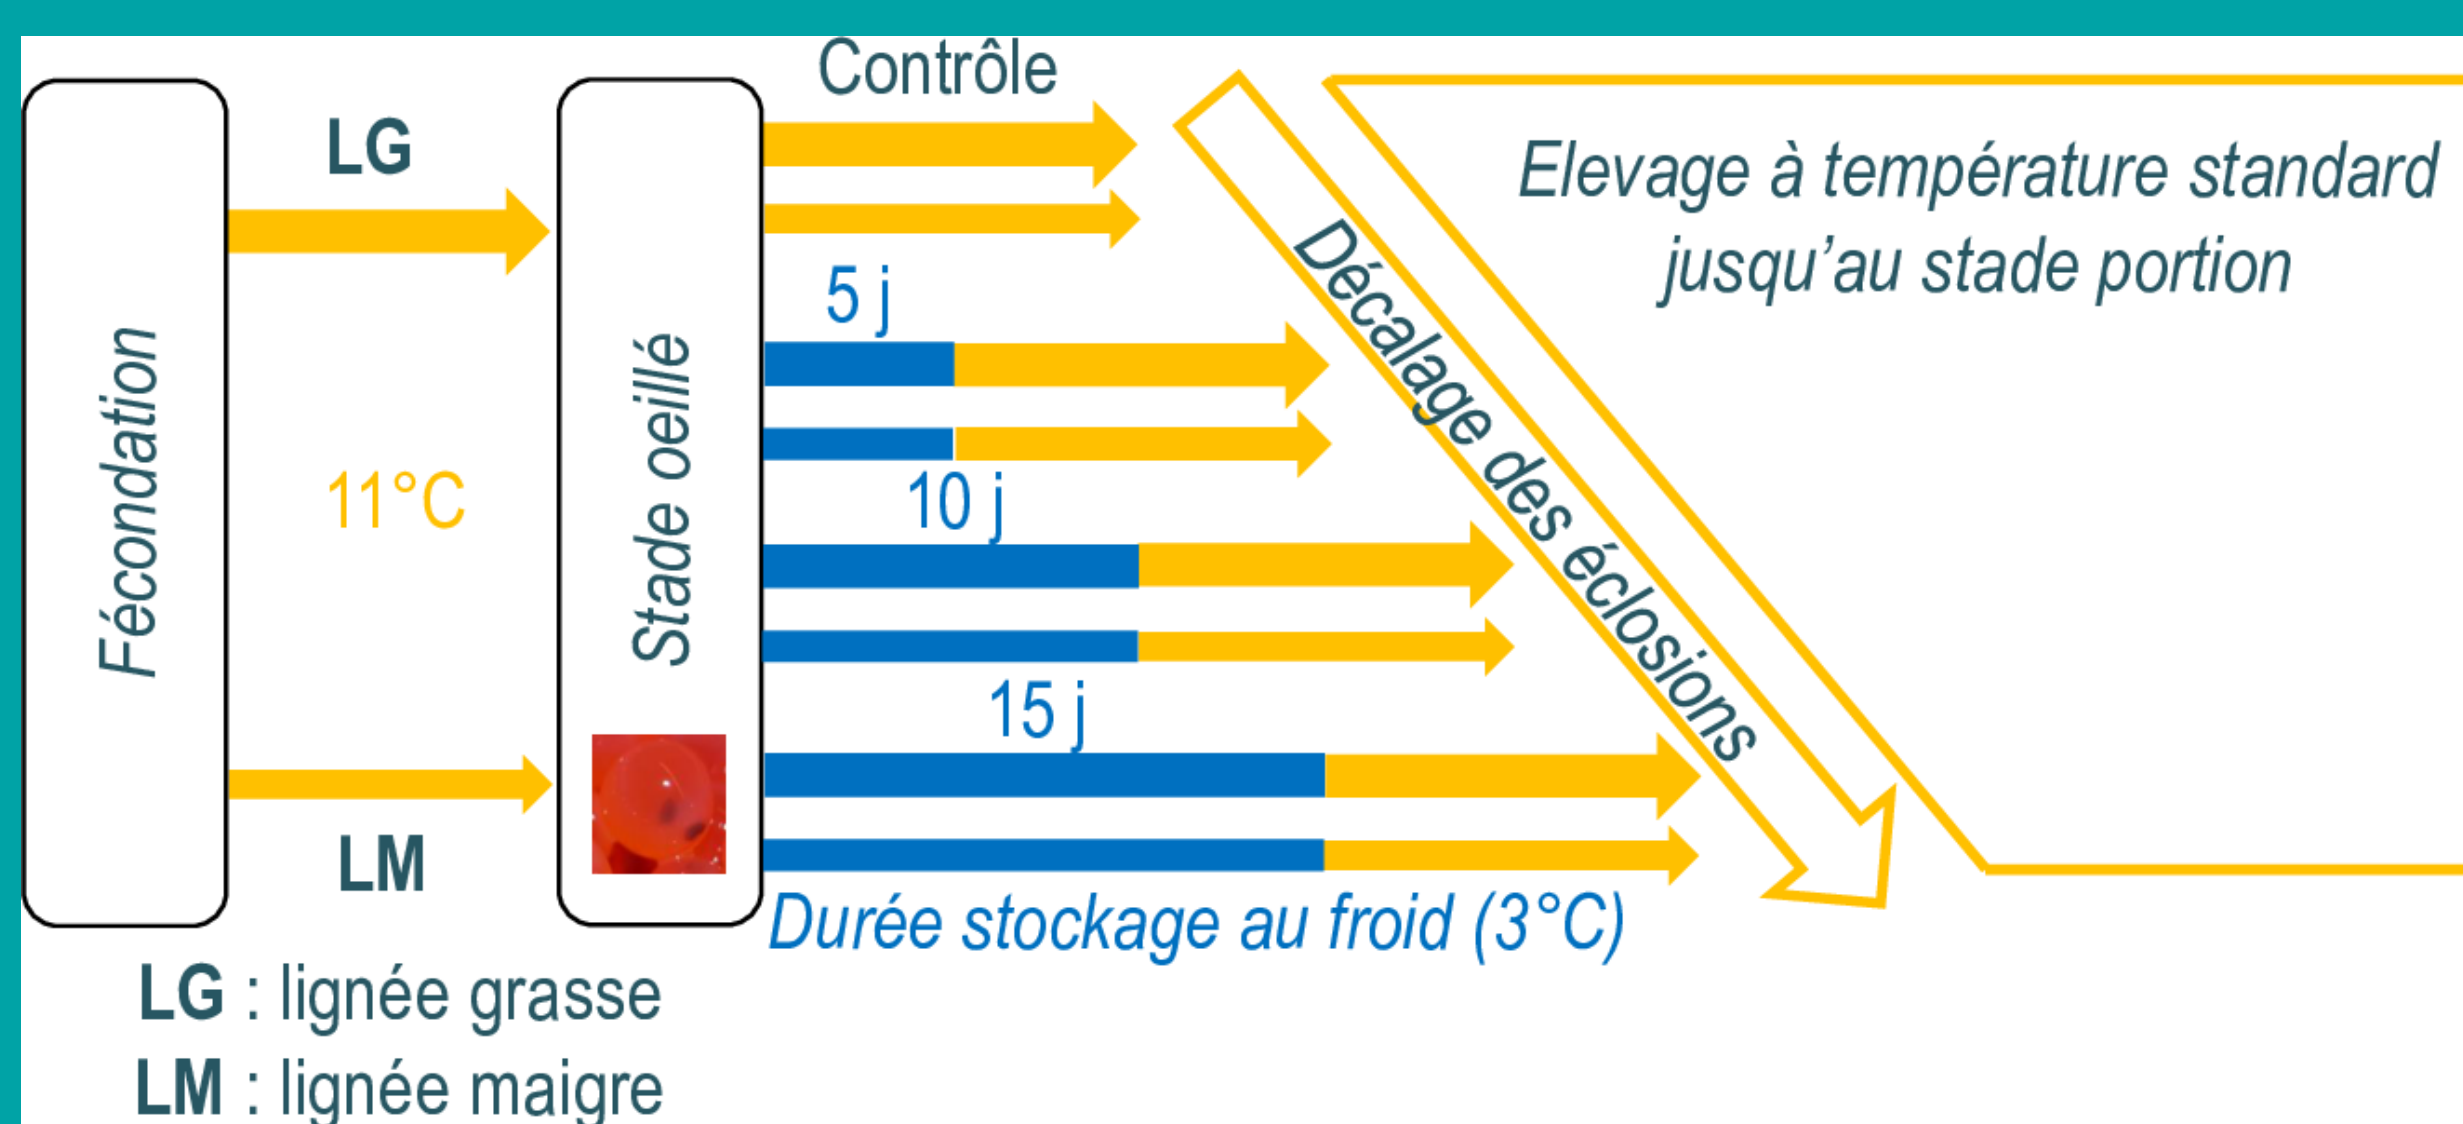 Contrôle
LG
Elevage à température standard
jusqu'au stade portion
5 j
Fécondation
11°C
Stade oeillé
10 j
Décalage des éclosions
15 j
LM
Durée stockage au froid (3°C)
LG : lignée grasse
LM : lignée maigre